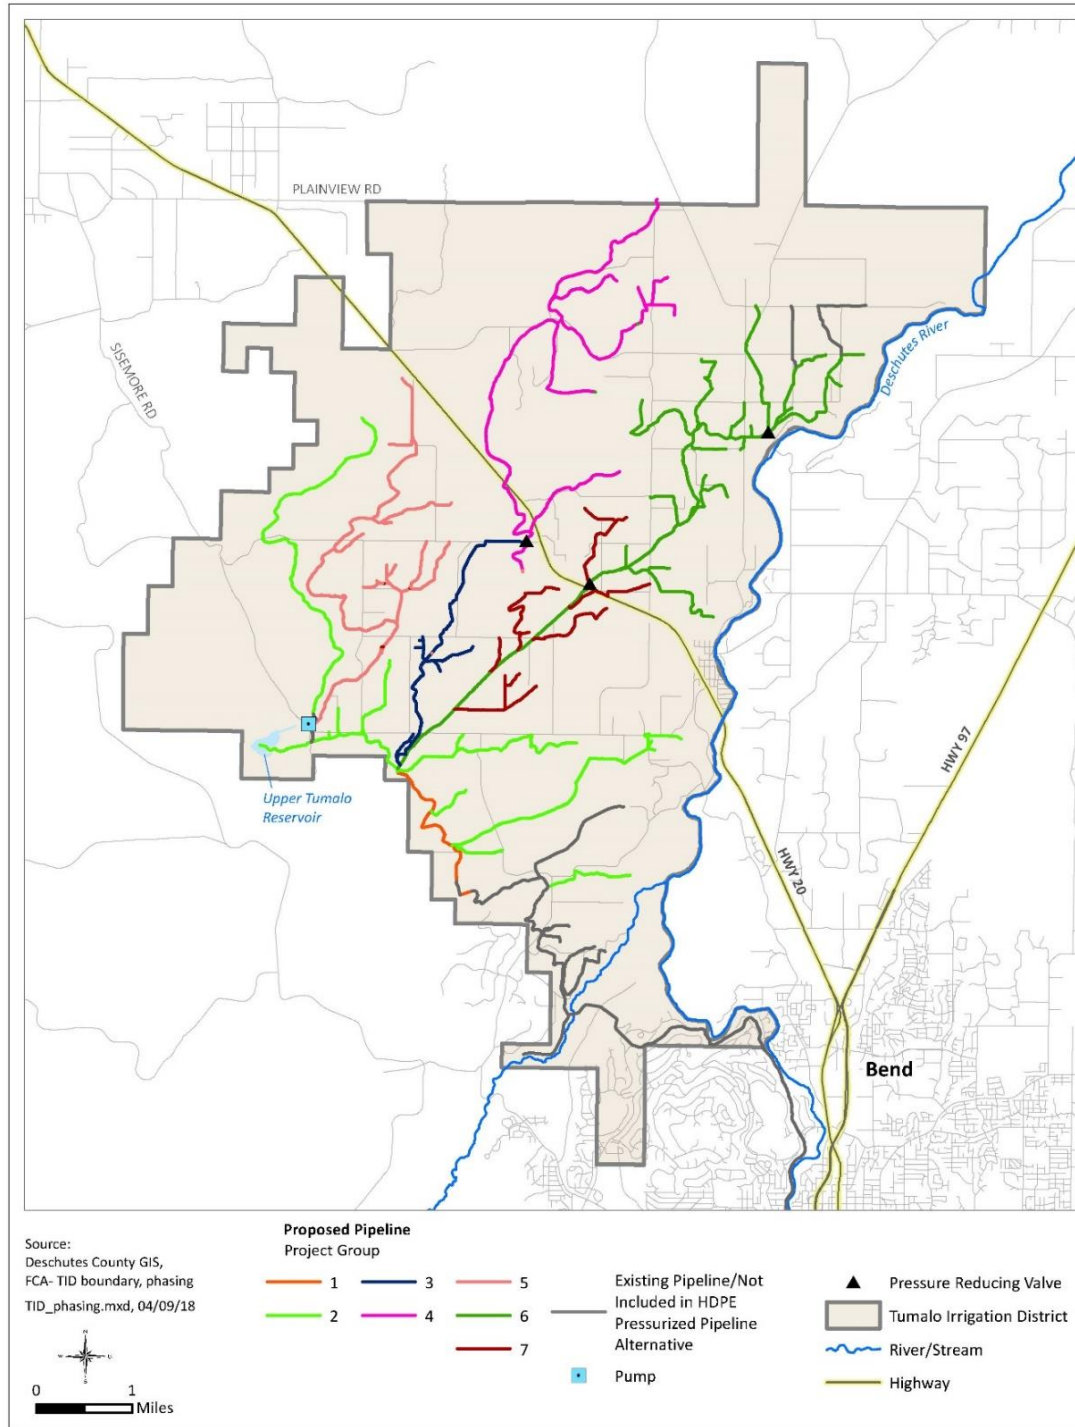 PLAINVIEW RD
SISEMORE RD
Deschutes River
HWY 97
Upper Tumalo
Reservoir
HWY 20
Bend
Source:
Deschutes County GIS,
FCA- TID boundary, phasing
TID_phasing.mxd, 04/09/18
N
W
E
S
0 1
Miles
Proposed Pipeline
Project Group
1
2
3
4
5
6
7
Existing Pipeline/Not
Included in HDPE
Pressurized Pipeline
Alternative
Pump
Pressure Reducing Valve
Tumalo Irrigation District
River/Stream
Highway